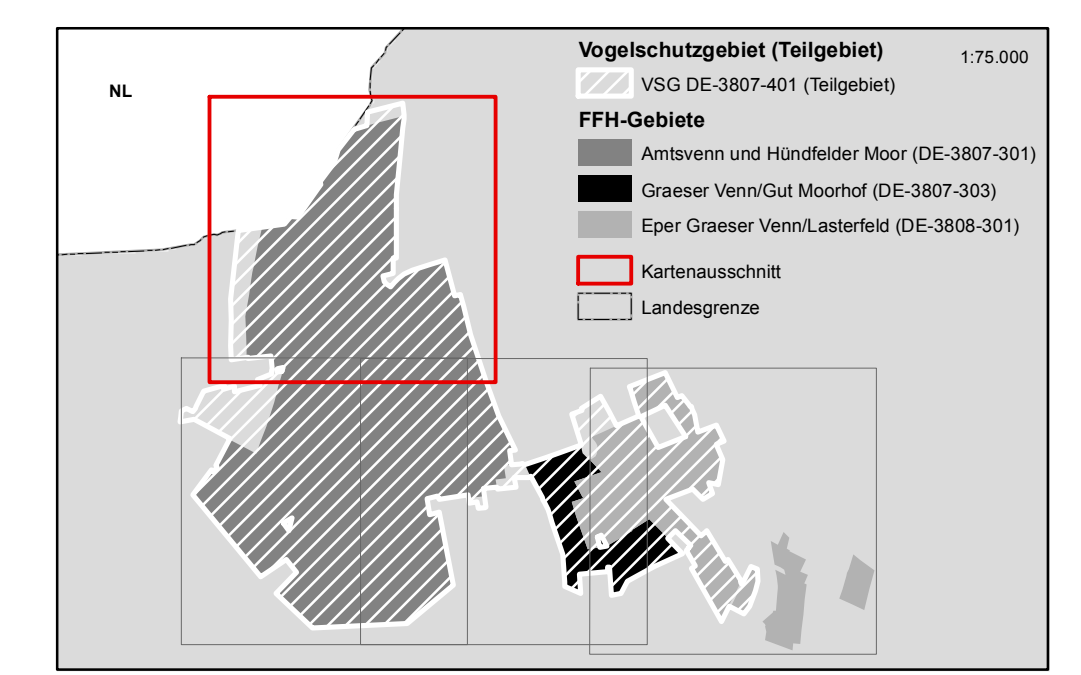 Vogelschutzgebiet (Teilgebiet)
1:75.000
NL
VSG DE-3807-401 (Teilgebiet)
FFH-Gebiete
Amtsvenn und Hündfelder Moor (DE-3807-301)
Graeser Venn/Gut Moorhof (DE-3807-303)
Eper Graeser Venn/Lasterfeld (DE-3808-301)
Kartenausschnitt
Landesgrenze